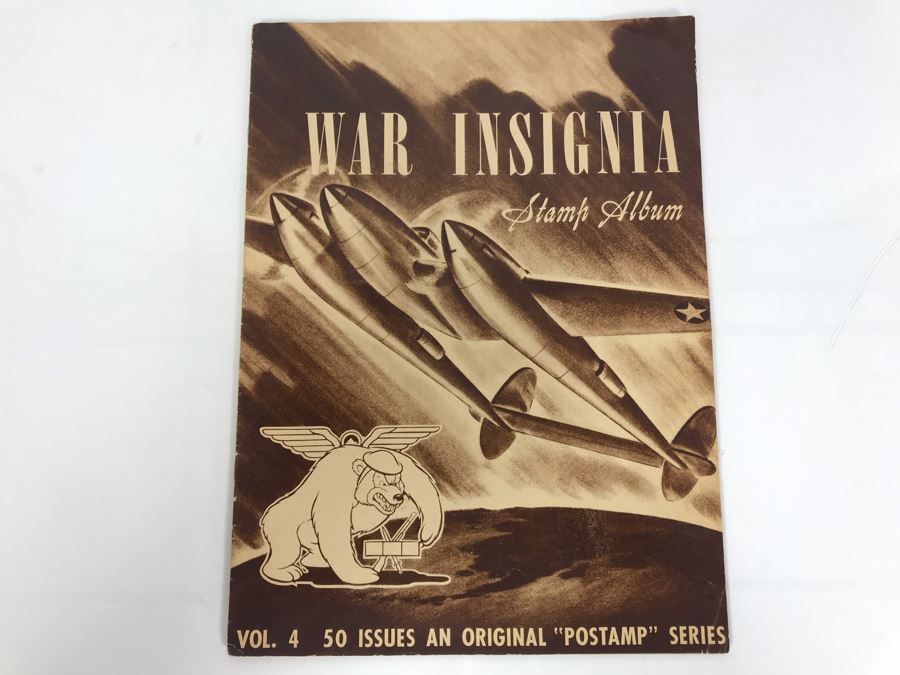 WAR INSIGNIA
Stamp Album
VOL. 4 50 ISSUES AN ORIGINAL "POSTAMP" SERIES